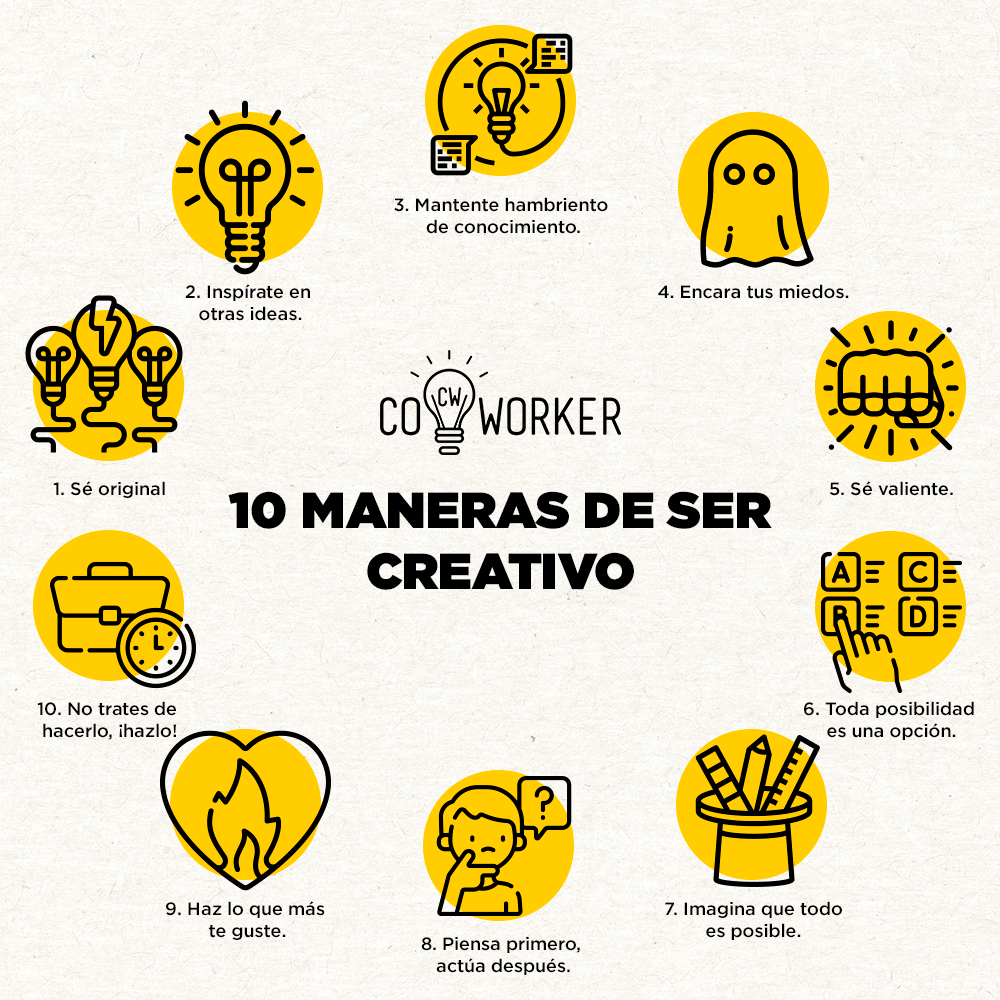 CO CW WORKER
10 MANERAS DE SER
CREATIVO
1. Sé original
2. Inspírate en
otras ideas.
3. Mantente hambriento
de conocimiento.
4. Encara tus miedos.
5. Sé valiente.
A C
B D
6. Toda posibilidad
es una opción.
7. Imagina que todo
es posible.
?
8. Piensa primero,
actúa después.
9. Haz lo que más
te guste.
10. No trates de
hacerlo, ¡hazlo!